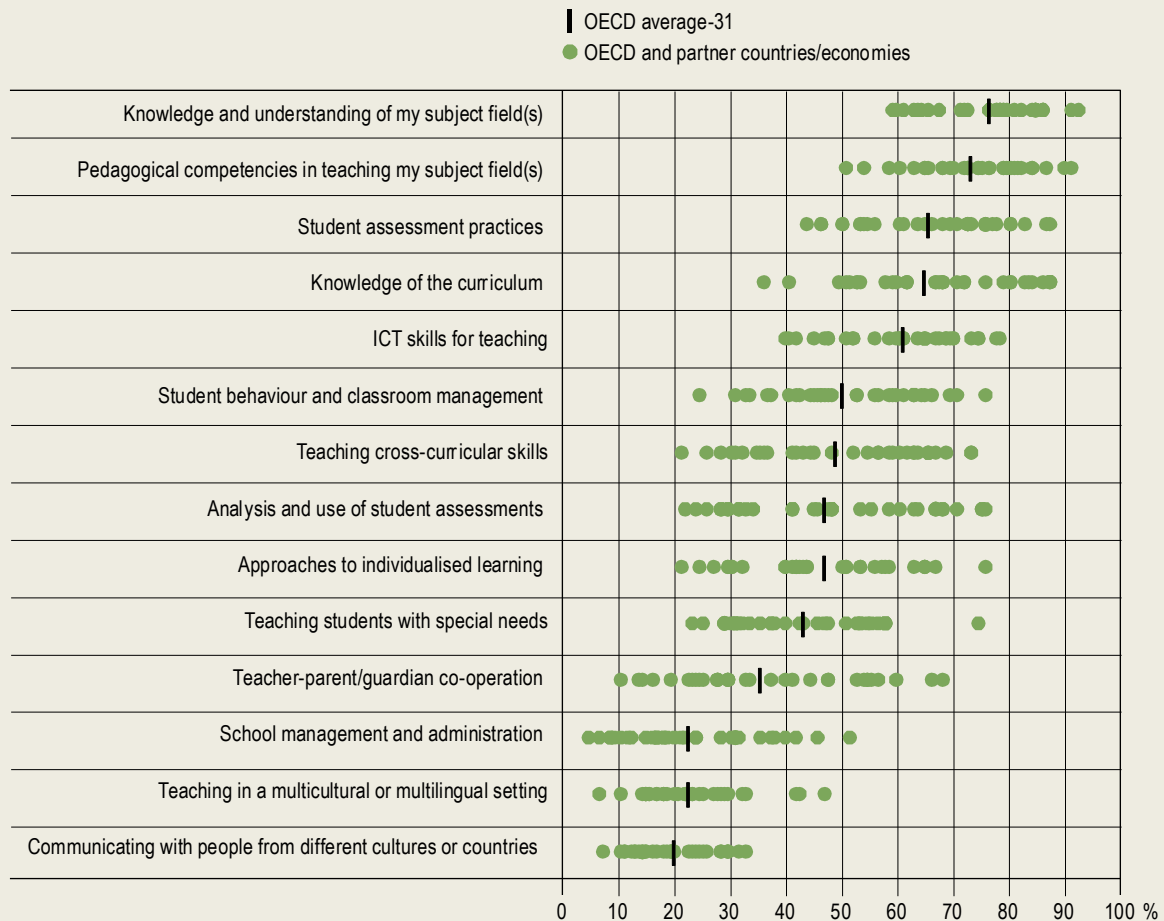 OECD average-31
OECD and partner countries/economies
Knowledge and understanding of my subject field(s)
Pedagogical competencies in teaching my subject field(s)
Student assessment practices
Knowledge of the curriculum
ICT skills for teaching
Student behaviour and classroom management
Teaching cross-curricular skills
Analysis and use of student assessments
Approaches to individualised learning
Teaching students with special needs
Teacher-parent/guardian co-operation
School management and administration
Teaching in a multicultural or multilingual setting
Communicating with people from different cultures or countries
0 10 20 30 40 50 60 70 80 90 100 %